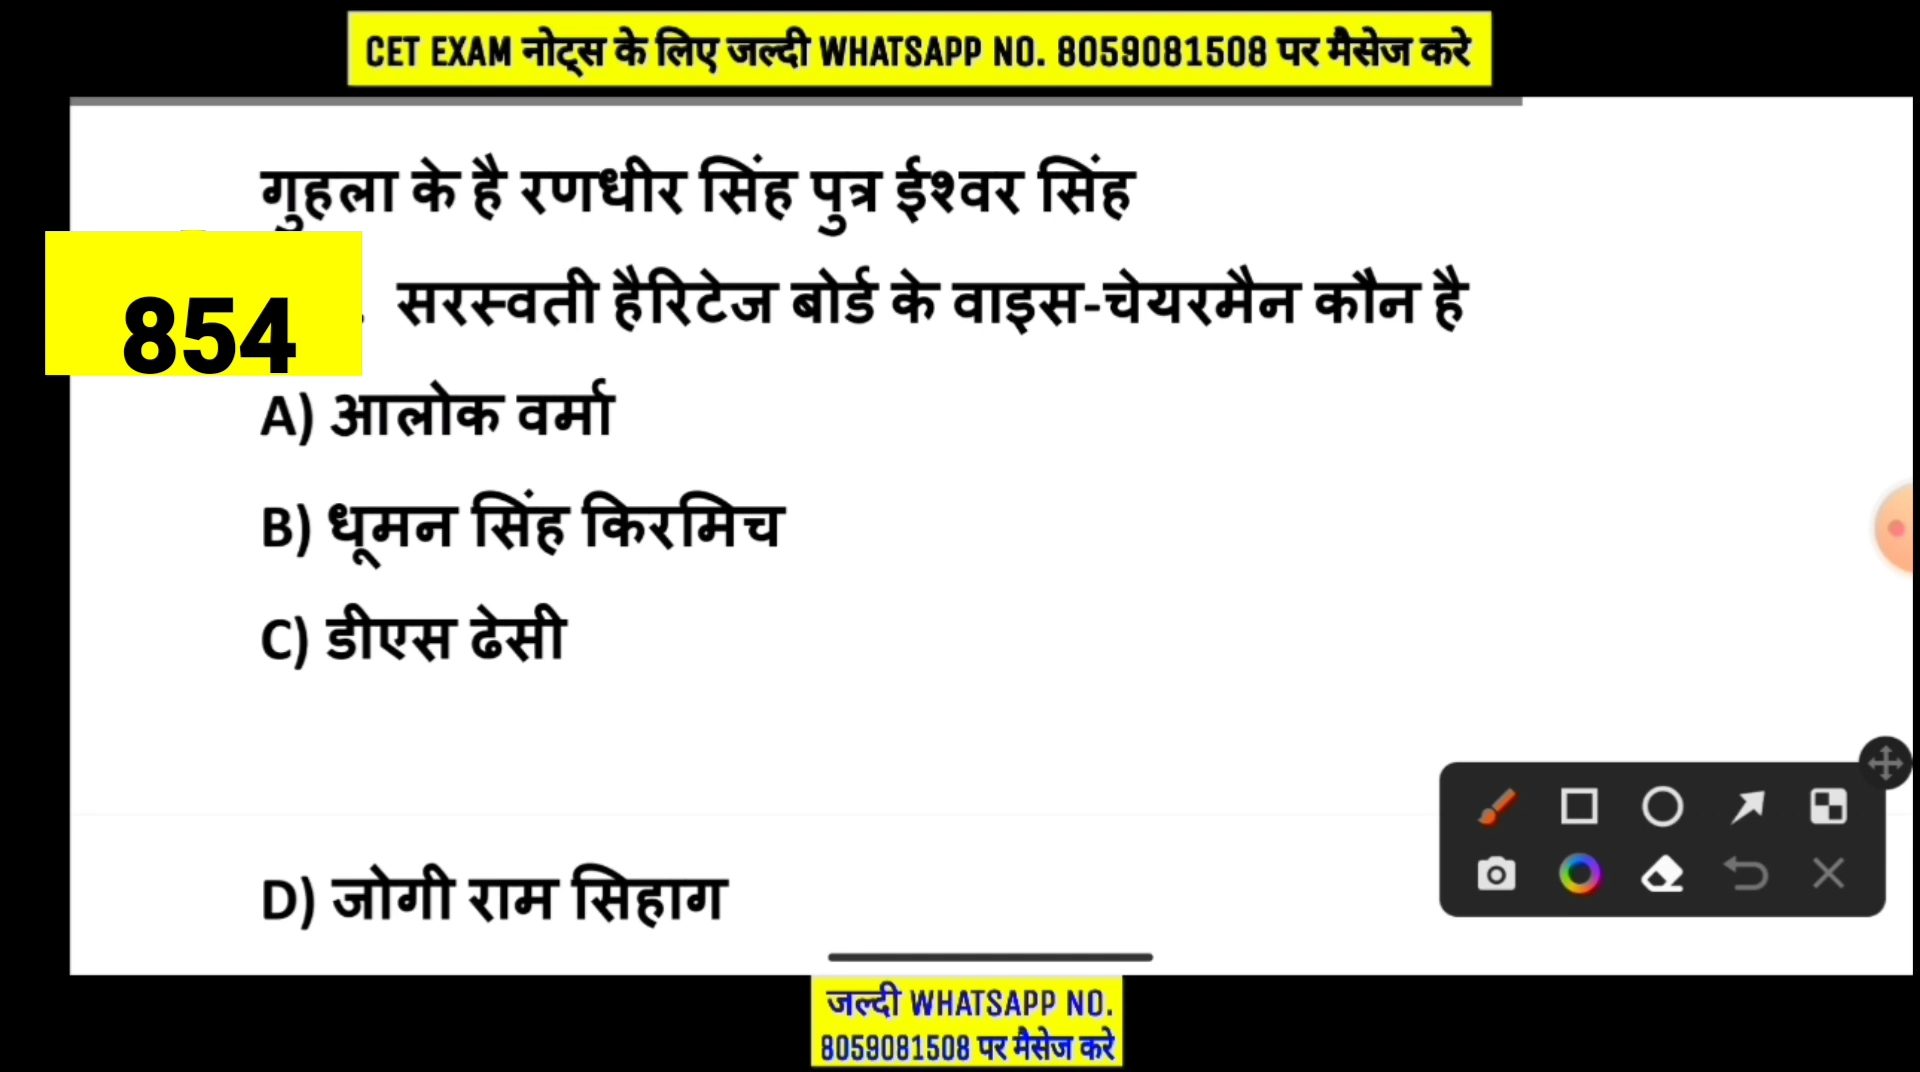 CET EXAM नोट्स के लिए जल्दी WHATSAPP NO. 8059081508 पर मैसेज करे
गुहला के है रणधीर सिंह पुत्र ईश्वर सिंह
854 . सरस्वती हैरिटेज बोर्ड के वाइस-चेयरमैन कौन है
A) आलोक वर्मा
B) धूमन सिंह किरमिच
C) डीएस ढेसी
D) जोगी राम सिहाग
जल्दी WHATSAPP NO.
8059081508 पर मैसेज करे